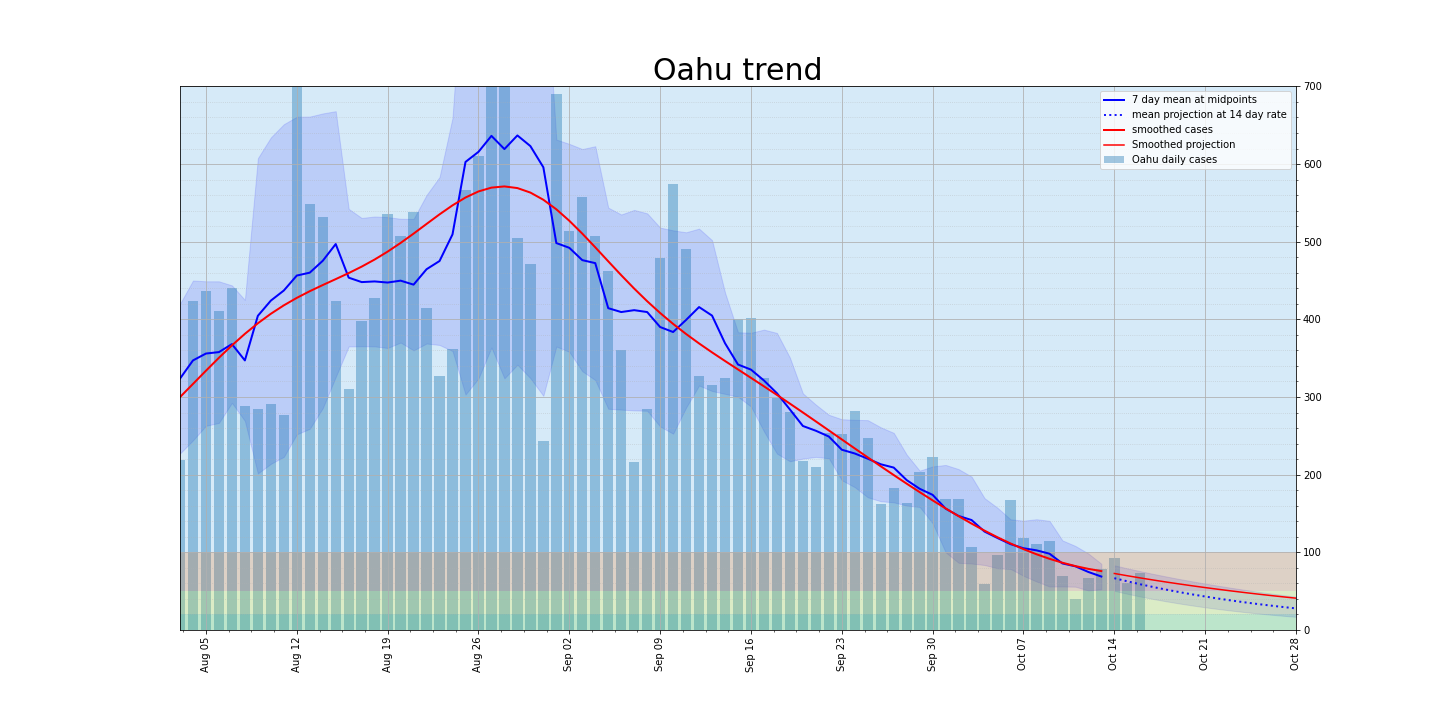 Oahu trend
7 day mean at midpoints
mean projection at 14 day rate
smoothed cases
Smoothed projection
Oahu daily cases
700
600
500
400
300
200
100
0
Aug 05
Aug 12
Aug 19
Aug 26
Sep 02
Sep 09
Sep 16
Sep 23
Sep 30
Oct 07
Oct 14
Oct 21
Oct 28